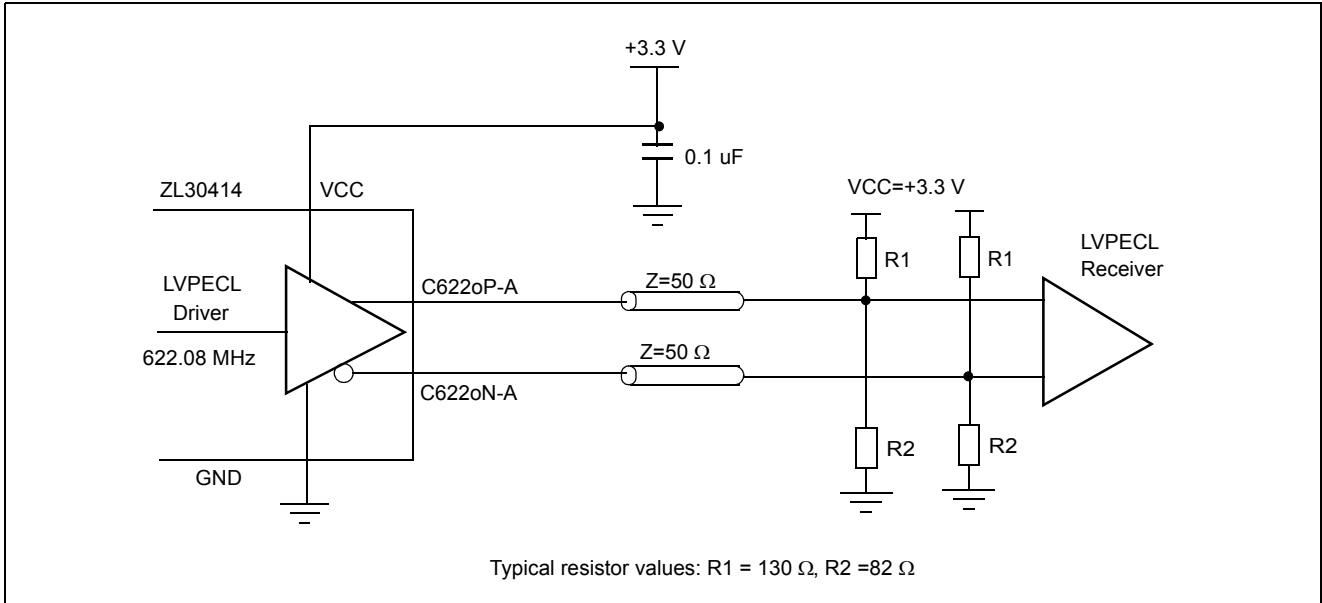 +3.3 V
0.1 uF
ZL30414
VCC
VCC=+3.3 V
R1
R1
LVPECL
Receiver
LVPECL
Driver
C622oP-A
Z=50 Ω
622.08 MHz
Z=50 Ω
C622oN-A
R2
R2
GND
Typical resistor values: R1 = 130 Ω, R2 =82 Ω